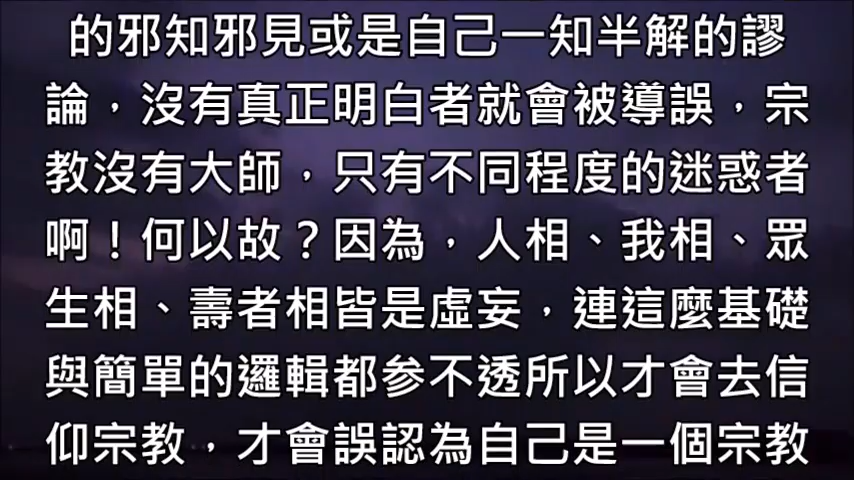 的邪知邪見或是自己一知半解的謬
論，沒有真正明白者就會被導誤，宗
教沒有大師，只有不同程度的迷惑者
啊！何以故？因為，人相、我相、眾
生相、壽者相皆是虛妄，連這麼基礎
與簡單的邏輯都参不透所以才會去信
仰宗教，才會誤認為自己是一個宗教